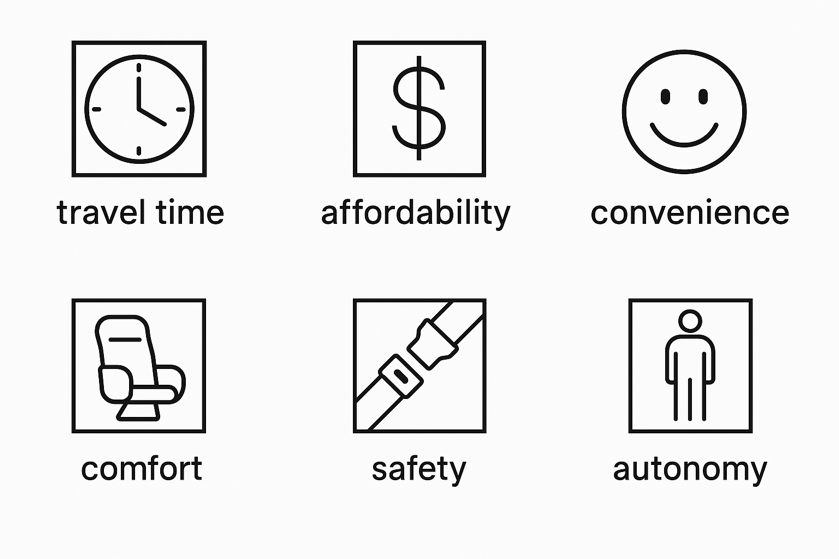 travel time
affordability
convenience
comfort
safety
autonomy